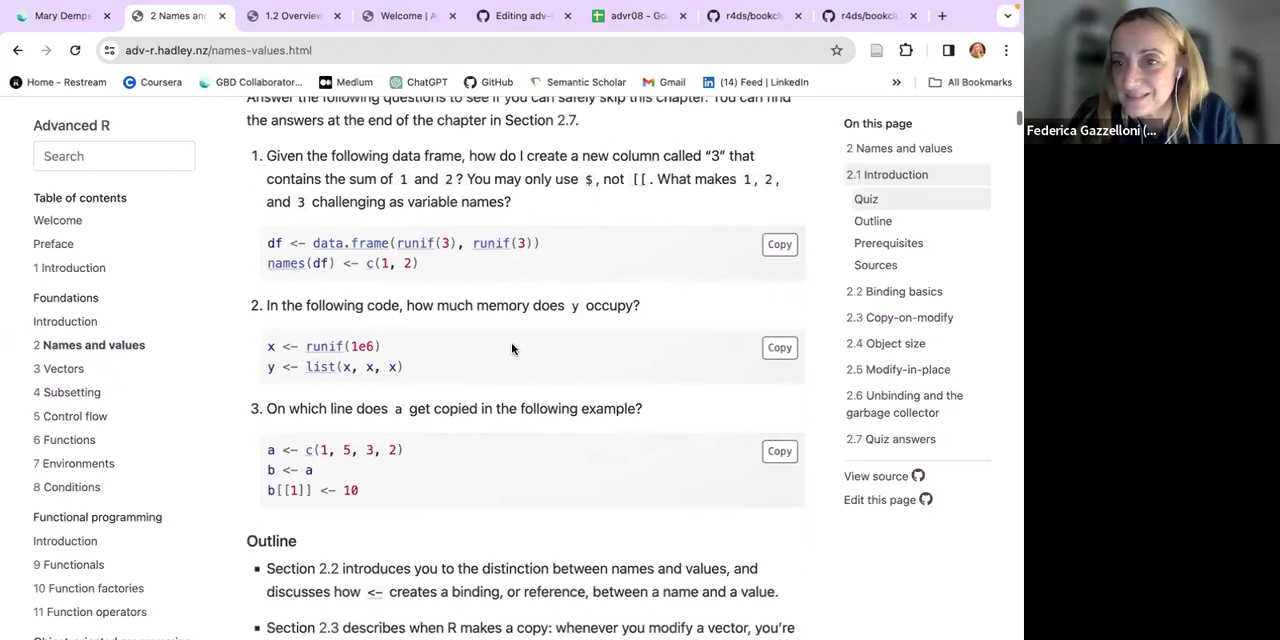 Mary Demps
2 Names and
1.2 Overview
Welcome | A
Editing adv-
advr08 - Go
r4ds/bookcl
r4ds/bookcl
adv-r.hadley.nz/names-values.html
Home - Restream
Coursera
GBD Collaborator...
Medium
ChatGPT
GitHub
Semantic Scholar
Gmail
(14) Feed | LinkedIn
»
All Bookmarks
Advanced R
Search
Table of contents
Welcome
Preface
1 Introduction
Foundations
Introduction
2 Names and values
3 Vectors
4 Subsetting
5 Control flow
6 Functions
7 Environments
8 Conditions
Functional programming
Introduction
9 Functionals
10 Function factories
11 Function operators
Object-oriented programming
Answer the following questions to see if you can safely skip this chapter. You can find
the answers at the end of the chapter in Section 2.7.
1. Given the following data frame, how do I create a new column called “3” that
contains the sum of 1 and 2? You may only use $, not [[. What makes 1, 2,
and 3 challenging as variable names?
df <- data.frame(runif(3), runif(3))
names(df) <- c(1, 2)
Copy
2. In the following code, how much memory does y occupy?
x <- runif(1e6)
y <- list(x, x, x)
Copy
3. On which line does a get copied in the following example?
a <- c(1, 5, 3, 2)
b <- a
b[[1]] <- 10
Copy
Outline
▪ Section 2.2 introduces you to the distinction between names and values, and
discusses how <- creates a binding, or reference, between a name and a value.
▪ Section 2.3 describes when R makes a copy: whenever you modify a vector, you’re
On this page
2 Names and values
2.1 Introduction
Quiz
Outline
Prerequisites
Sources
2.2 Binding basics
2.3 Copy-on-modify
2.4 Object size
2.5 Modify-in-place
2.6 Unbinding and the
garbage collector
2.7 Quiz answers
View source
Edit this page
Federica Gazzelloni (...